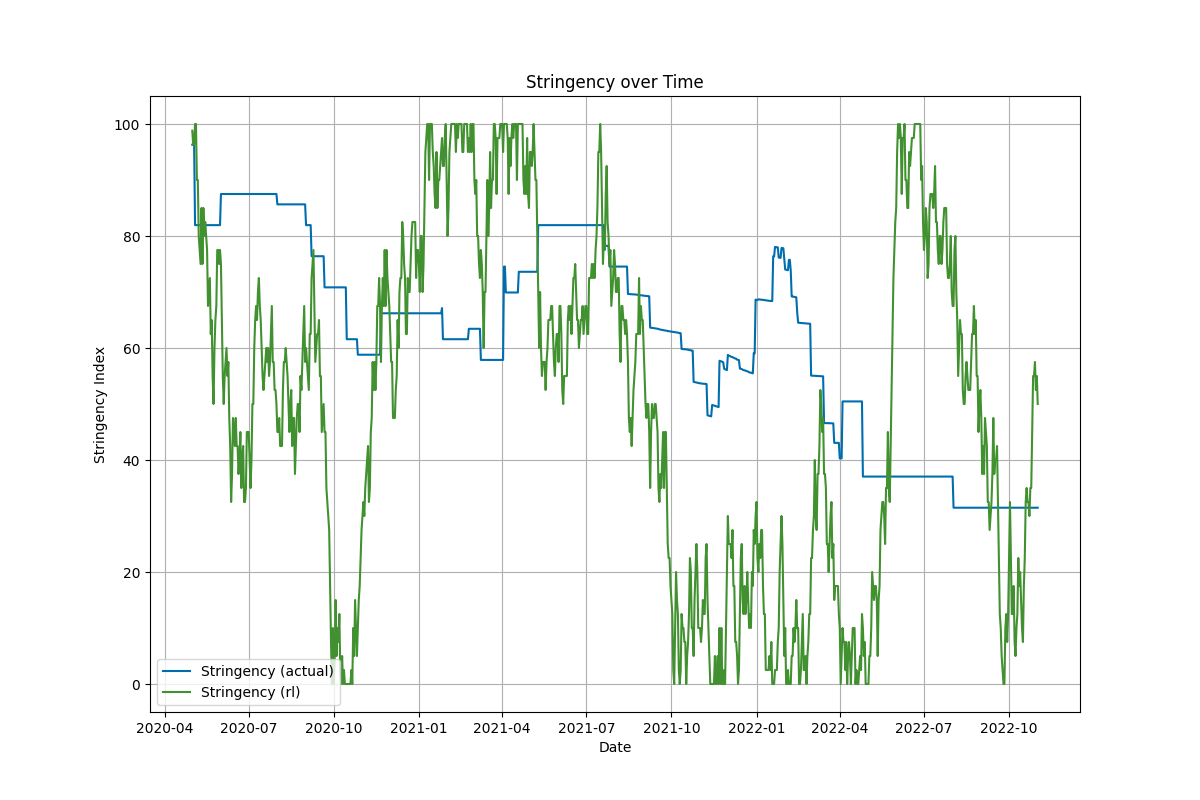 Stringency over Time
Stringency Index
100
80
60
40
20
0
Stringency (actual)
Stringency (rl)
2020-04 2020-07 2020-10 2021-01 2021-04 2021-07 2021-10 2022-01 2022-04 2022-07 2022-10
Date